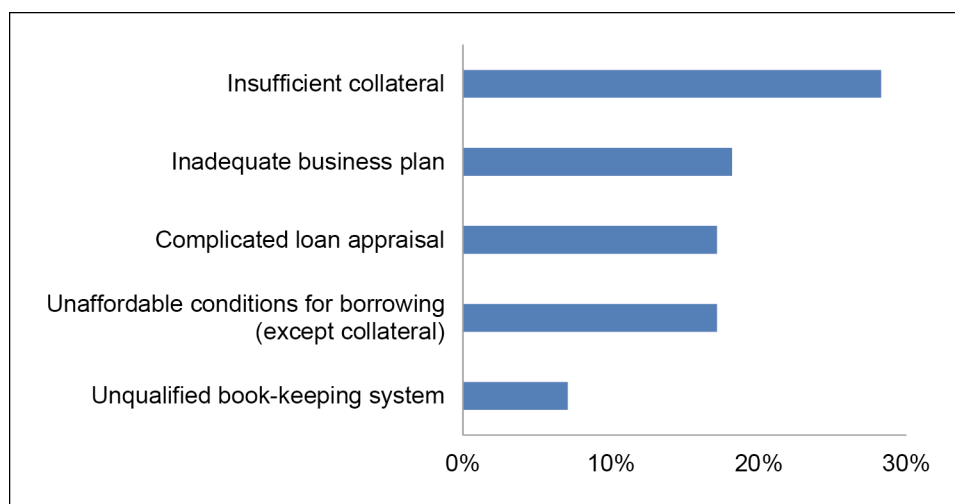 Insufficient collateral
Inadequate business plan
Complicated loan appraisal
Unaffordable conditions for borrowing
(except collateral)
Unqualified book-keeping system
0%
10%
20%
30%